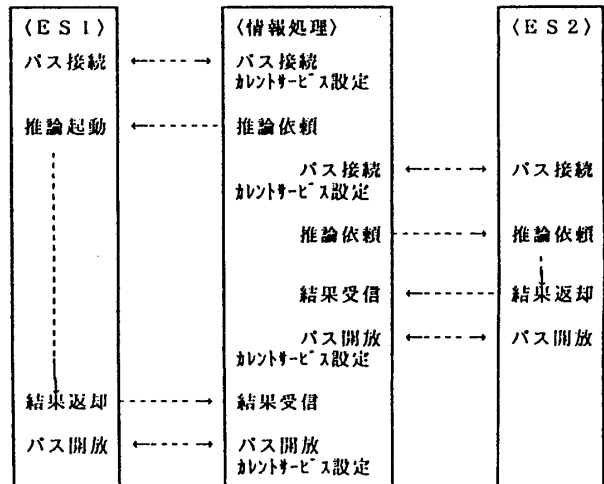 〈ES1〉 〈情報処理〉 〈ES2〉
パス接続 ←----→ パス接続
カレントサービス設定
推論起動 ←----- 推論依頼
パス接続 ←----→ パス接続
カレントサービス設定
推論依頼 -----→ 推論依頼
結果受信 ←----- 結果返却
パス開放 ←----→ パス開放
カレントサービス設定
結果返却 -----→ 結果受信
パス開放 ←----→ パス開放
カレントサービス設定